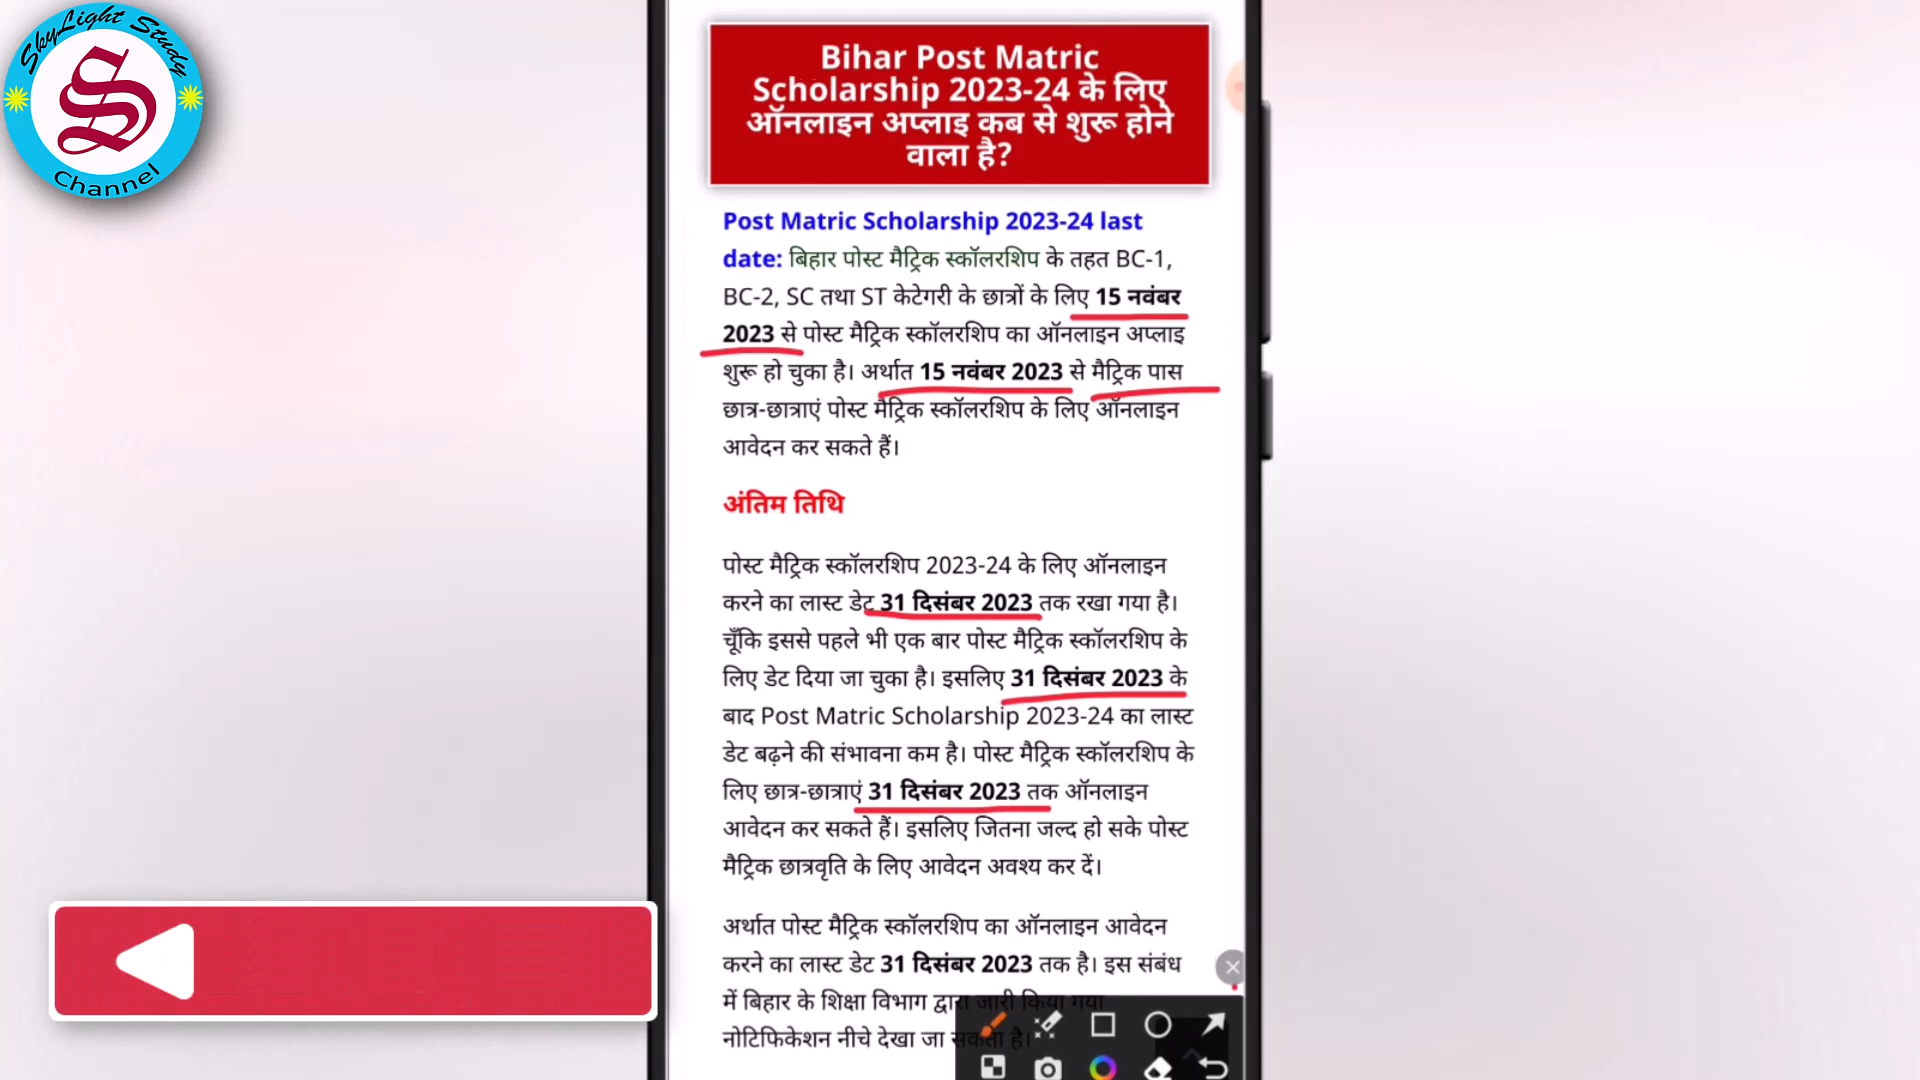 SkyLight Study
S
Channel
Bihar Post Matric
Scholarship 2023-24 के लिए
ऑनलाइन अप्लाइ कब से शुरू होने
वाला है?
Post Matric Scholarship 2023-24 last
date: बिहार पोस्ट मैट्रिक स्कॉलरशिप के तहत BC-1,
BC-2, SC तथा ST केटेगरी के छात्रों के लिए 15 नवंबर
2023 से पोस्ट मैट्रिक स्कॉलरशिप का ऑनलाइन अप्लाइ
शुरू हो चुका है। अर्थात 15 नवंबर 2023 से मैट्रिक पास
छात्र-छात्राएं पोस्ट मैट्रिक स्कॉलरशिप के लिए ऑनलाइन
आवेदन कर सकते हैं।
अंतिम तिथि
पोस्ट मैट्रिक स्कॉलरशिप 2023-24 के लिए ऑनलाइन
करने का लास्ट डेट 31 दिसंबर 2023 तक रखा गया है।
चूँकि इससे पहले भी एक बार पोस्ट मैट्रिक स्कॉलरशिप के
लिए डेट दिया जा चुका है। इसलिए 31 दिसंबर 2023 के
बाद Post Matric Scholarship 2023-24 का लास्ट
डेट बढ़ने की संभावना कम है। पोस्ट मैट्रिक स्कॉलरशिप के
लिए छात्र-छात्राएं 31 दिसंबर 2023 तक ऑनलाइन
आवेदन कर सकते हैं। इसलिए जितना जल्द हो सके पोस्ट
मैट्रिक छात्रवृति के लिए आवेदन अवश्य कर दें।
अर्थात पोस्ट मैट्रिक स्कॉलरशिप का ऑनलाइन आवेदन
करने का लास्ट डेट 31 दिसंबर 2023 तक है। इस संबंध
में बिहार के शिक्षा विभाग द्वारा जारी किया गया
नोटिफिकेशन नीचे देखा जा सकता है।